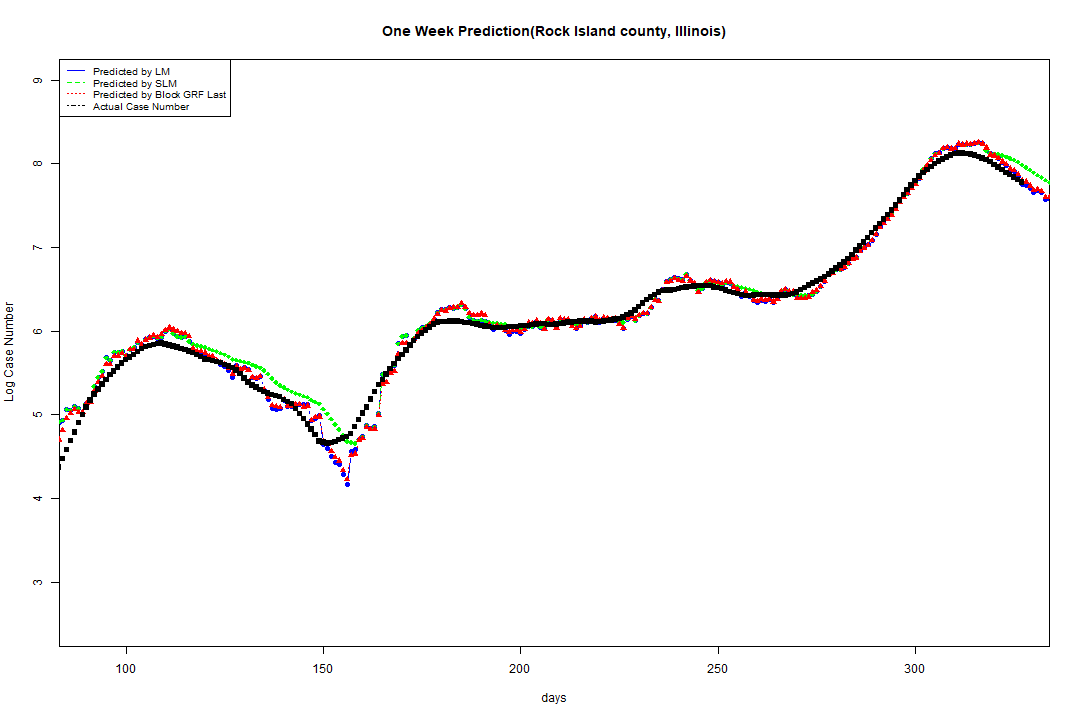 One Week Prediction(Rock Island county, Illinois)
Predicted by LM
Predicted by SLM
Predicted by Block GRF Last
Actual Case Number
9
8
7
6
5
4
3
Log Case Number
100 150 200 250 300
days